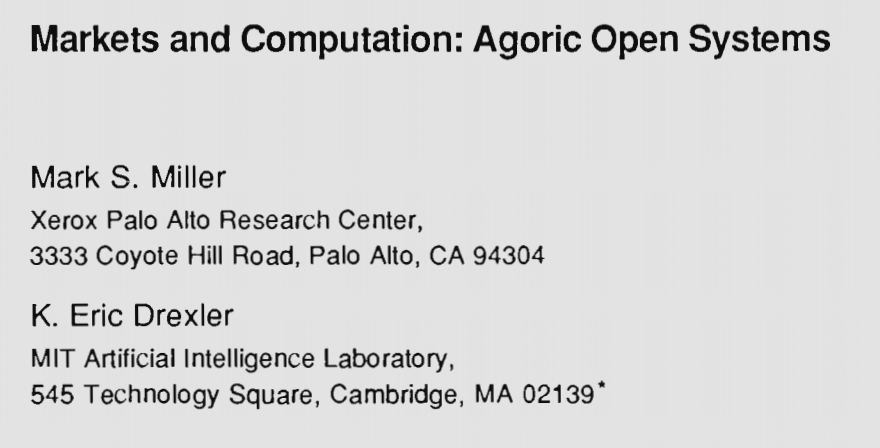 Markets and Computation: Agoric Open Systems
Mark S. Miller
Xerox Palo Alto Research Center,
3333 Coyote Hill Road, Palo Alto, CA 94304
K. Eric Drexler
MIT Artificial Intelligence Laboratory,
545 Technology Square, Cambridge, MA 02139*